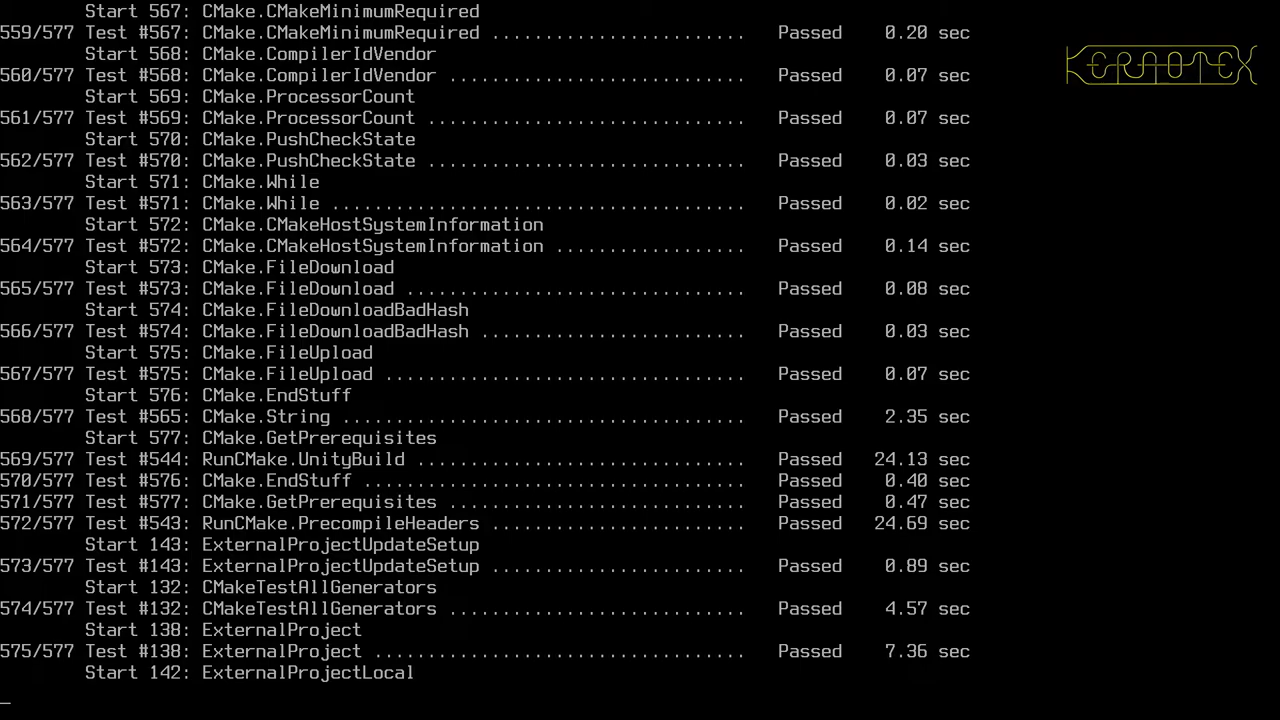 Start 567: CMake.CMakeMinimumRequired
559/577 Test #567: CMake.CMakeMinimumRequired ........................   Passed    0.20 sec
        Start 568: CMake.CompilerIdVendor
560/577 Test #568: CMake.CompilerIdVendor ............................   Passed    0.07 sec
        Start 569: CMake.ProcessorCount
561/577 Test #569: CMake.ProcessorCount ..............................   Passed    0.07 sec
        Start 570: CMake.PushCheckState
562/577 Test #570: CMake.PushCheckState ..............................   Passed    0.03 sec
        Start 571: CMake.While
563/577 Test #571: CMake.While .......................................   Passed    0.02 sec
        Start 572: CMake.CMakeHostSystemInformation
564/577 Test #572: CMake.CMakeHostSystemInformation ..................   Passed    0.14 sec
        Start 573: CMake.FileDownload
565/577 Test #573: CMake.FileDownload ................................   Passed    0.08 sec
        Start 574: CMake.FileDownloadBadHash
566/577 Test #574: CMake.FileDownloadBadHash .........................   Passed    0.03 sec
        Start 575: CMake.FileUpload
567/577 Test #575: CMake.FileUpload ..................................   Passed    0.07 sec
        Start 576: CMake.EndStuff
568/577 Test #565: CMake.String ......................................   Passed    2.35 sec
        Start 577: CMake.GetPrerequisites
569/577 Test #544: RunCMake.UnityBuild ...............................   Passed   24.13 sec
570/577 Test #576: CMake.EndStuff ....................................   Passed    0.40 sec
571/577 Test #577: CMake.GetPrerequisites ............................   Passed    0.47 sec
572/577 Test #543: RunCMake.PrecompileHeaders ........................   Passed   24.69 sec
        Start 143: ExternalProjectUpdateSetup
573/577 Test #143: ExternalProjectUpdateSetup ........................   Passed    0.89 sec
        Start 132: CMakeTestAllGenerators
574/577 Test #132: CMakeTestAllGenerators ............................   Passed    4.57 sec
        Start 138: ExternalProject
575/577 Test #138: ExternalProject ...................................   Passed    7.36 sec
        Start 142: ExternalProjectLocal
KERNOTEX